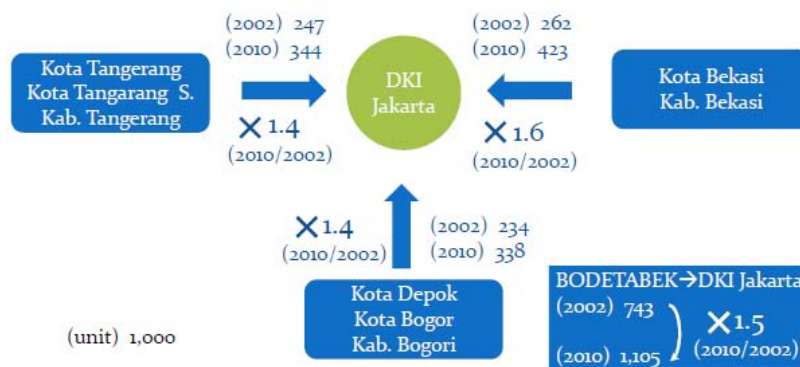 (2002) 247
(2010) 344
(2002) 262
(2010) 423
Kota Tangerang
Kota Tangarang S.
Kab. Tangerang
DKI
Jakarta
Kota Bekasi
Kab. Bekasi
×1.4
(2010/2002)
×1.6
(2010/2002)
×1.4
(2010/2002)
(2002) 234
(2010) 338
Kota Depok
Kota Bogor
Kab. Bogori
BODETABEK→DKI Jakarta
(2002) 743
×1.5
(2010) 1,105
(2010/2002)
(unit) 1,000